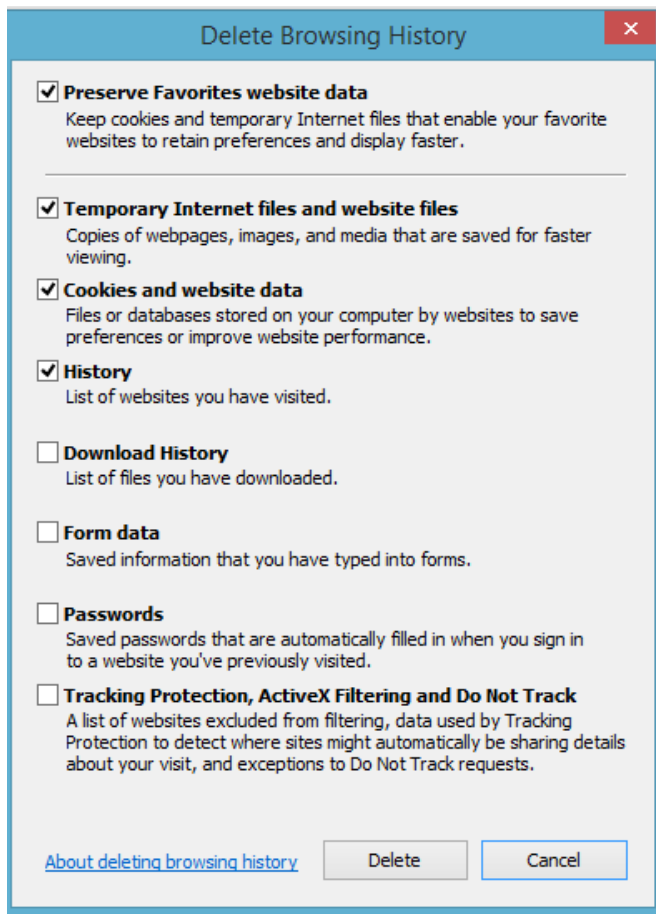 Delete Browsing History
Preserve Favorites website data
Keep cookies and temporary Internet files that enable your favorite
websites to retain preferences and display faster.
Temporary Internet files and website files
Copies of webpages, images, and media that are saved for faster
viewing.
Cookies and website data
Files or databases stored on your computer by websites to save
preferences or improve website performance.
History
List of websites you have visited.
Download History
List of files you have downloaded.
Form data
Saved information that you have typed into forms.
Passwords
Saved passwords that are automatically filled in when you sign in
to a website you've previously visited.
Tracking Protection, ActiveX Filtering and Do Not Track
A list of websites excluded from filtering, data used by Tracking
Protection to detect where sites might automatically be sharing details
about your visit, and exceptions to Do Not Track requests.
About deleting browsing history
Delete
Cancel